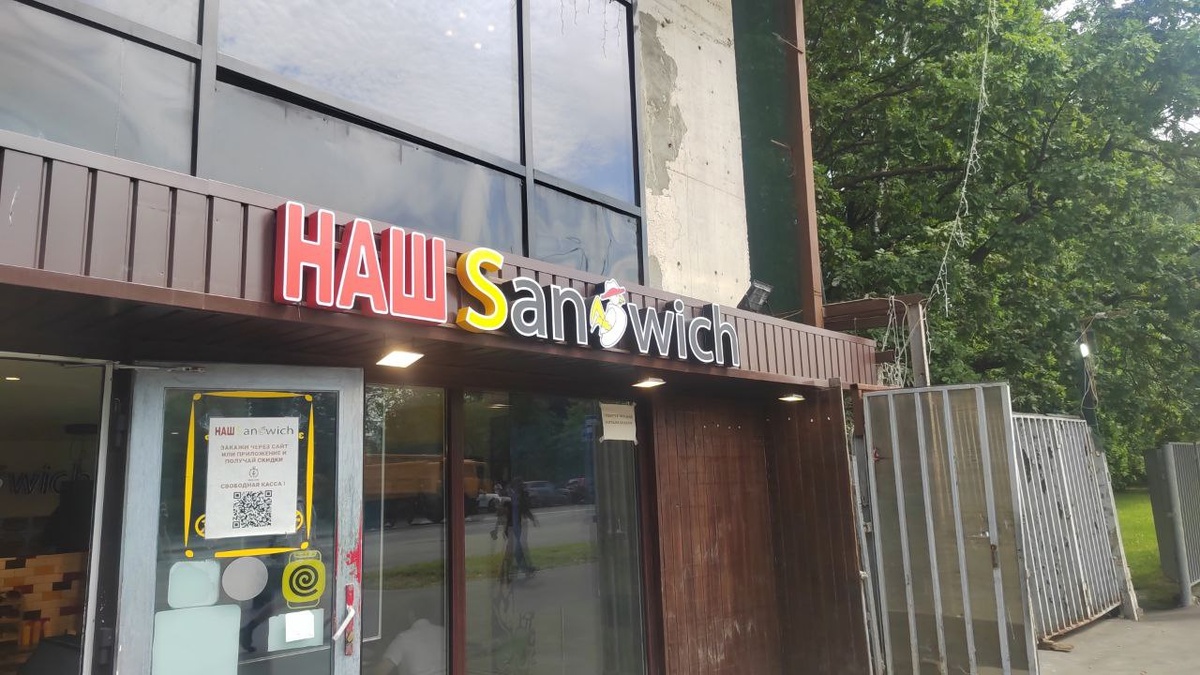 НАШ Sandwich
НАШ Sandwich
ЗАКАЖИ ЧЕРЕЗ САЙТ
ИЛИ ПРИЛОЖЕНИЕ И
ПОЛУЧАЙ СКИДКИ
СВОБОДНАЯ КАССА !